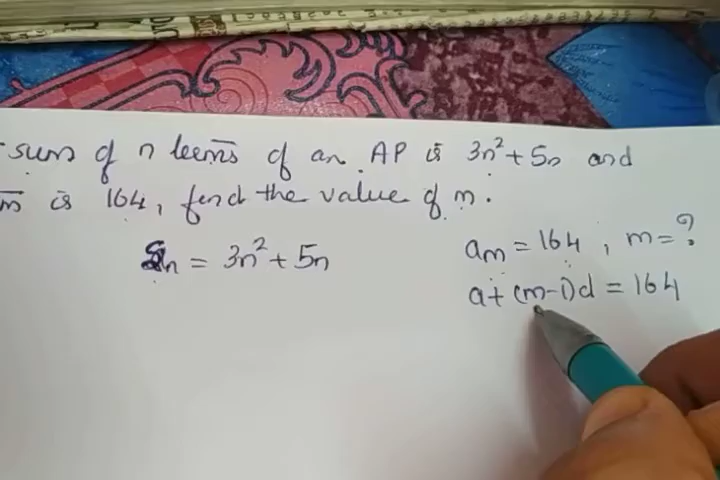 sum of n terms of an AP is 3n² + 5n and
m is 164, find the value of m.
Sn = 3n² + 5n
am = 164, m = ?
a + (m-1)d = 164